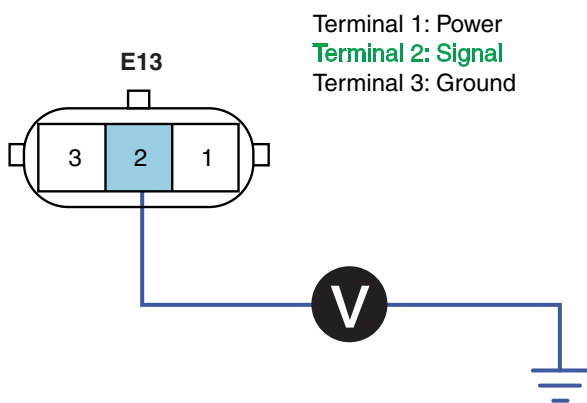 Terminal 1: Power
Terminal 2: Signal
Terminal 3: Ground
E13
3 2 1
V